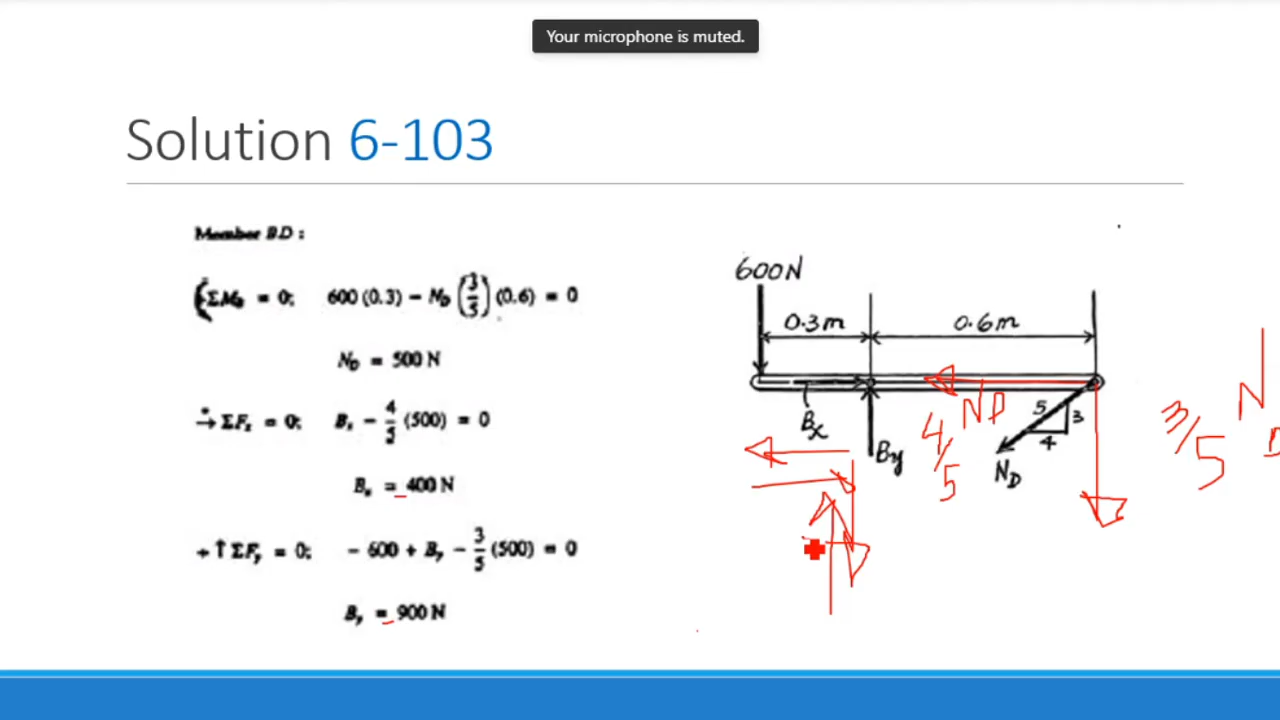 Your microphone is muted.
Solution 6-103
Member BD :
ΣM_B = 0;   600 (0.3) − N_D (3/5) (0.6) = 0
N_D = 500 N
→ ΣF_x = 0;   B_x − 4/5 (500) = 0
B_x = 400 N
+ ↑ ΣF_y = 0;   − 600 + B_y − 3/5 (500) = 0
B_y = 900 N
600N
0.3m
0.6m
Bx
By
5
3
4
N_D
4/5
ND
3/5
N